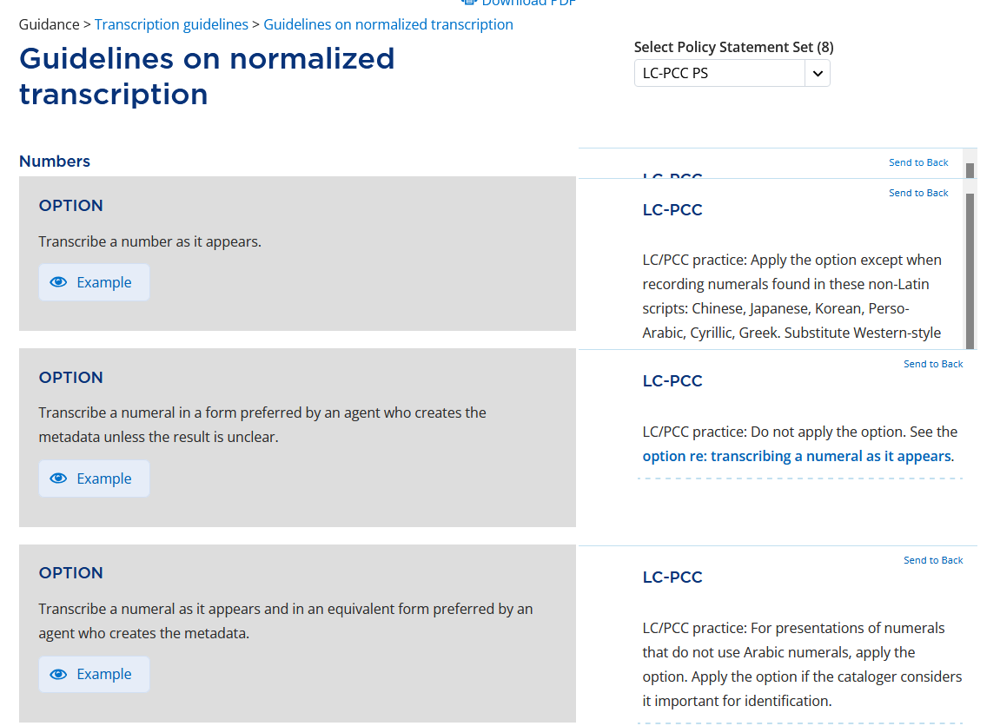 Download PDF
Guidance > Transcription guidelines > Guidelines on normalized transcription
Guidelines on normalized
transcription
Select Policy Statement Set (8)
LC-PCC PS
Numbers
Send to Back
LC-PCC
OPTION
Transcribe a number as it appears.
Example
Send to Back
LC-PCC
LC/PCC practice: Apply the option except when
recording numerals found in these non-Latin
scripts: Chinese, Japanese, Korean, Perso-
Arabic, Cyrillic, Greek. Substitute Western-style
OPTION
Transcribe a numeral in a form preferred by an agent who creates the
metadata unless the result is unclear.
Example
Send to Back
LC-PCC
LC/PCC practice: Do not apply the option. See the
option re: transcribing a numeral as it appears.
OPTION
Transcribe a numeral as it appears and in an equivalent form preferred by an
agent who creates the metadata.
Example
Send to Back
LC-PCC
LC/PCC practice: For presentations of numerals
that do not use Arabic numerals, apply the
option. Apply the option if the cataloger considers
it important for identification.